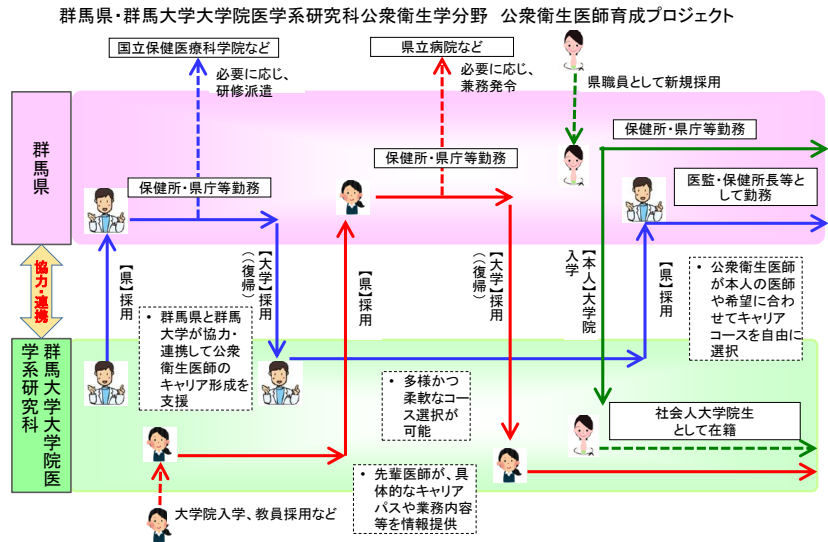 群馬県・群馬大学大学院医学系研究科公衆衛生学分野　公衆衛生医師育成プロジェクト
国立保健医療科学院など
県立病院など
必要に応じ、
研修派遣
必要に応じ、
兼務発令
県職員として新規採用
群馬県
保健所・県庁等勤務
保健所・県庁等勤務
保健所・県庁等勤務
医監・保健所長等と
して勤務
協力・連携
【県】採用
【大学】採用
(（復帰）
【県】採用
【大学】採用
(（復帰）
【本人】大学院
入学
【県】採用
• 公衆衛生医師
が本人の医師
や希望に合わ
せてキャリア
コースを自由に
選択
• 群馬県と群馬
大学が協力・
連携して公衆
衛生医師の
キャリア形成を
支援
群馬大学大学院医
学系研究科
• 多様かつ
柔軟なコー
ス選択が
可能
社会人大学院生
として在籍
• 先輩医師が、具
体的なキャリア
パスや業務内容
等を情報提供
大学院入学、教員採用など